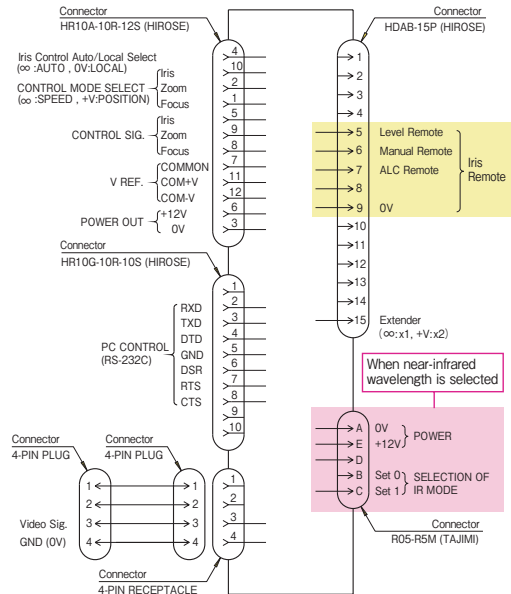 Connector
HR10A-10R-12S (HIROSE)
Iris Control Auto/Local Select
(∞ :AUTO , 0V:LOCAL)
4
CONTROL MODE SELECT
(∞ :SPEED , +V:POSITION)
Iris 10
Zoom 2
Focus 1
CONTROL SIG.
Iris 5
Zoom 9
Focus 8
V REF.
COMMON 7
COM+V 11
COM-V 12
POWER OUT
+12V 6
0V 3
Connector
HR10G-10R-10S (HIROSE)
PC CONTROL
(RS-232C)
1
RXD 2
TXD 3
DTD 4
GND 5
DSR 6
RTS 7
CTS 8
9
10
Connector
4-PIN PLUG
Connector
4-PIN PLUG
1 1 1
2 2 2
Video Sig. 3 3 3
GND (0V) 4 4 4
Connector
4-PIN RECEPTACLE
Connector
HDAB-15P (HIROSE)
1
2
3
4
5 Level Remote
6 Manual Remote
7 ALC Remote
8
9 0V
Iris
Remote
10
11
12
13
14
15 Extender
(∞:x1, +V:x2)
When near-infrared
wavelength is selected
A 0V
E +12V
POWER
D
B Set 0
C Set 1
SELECTION OF
IR MODE
Connector
R05-R5M (TAJIMI)